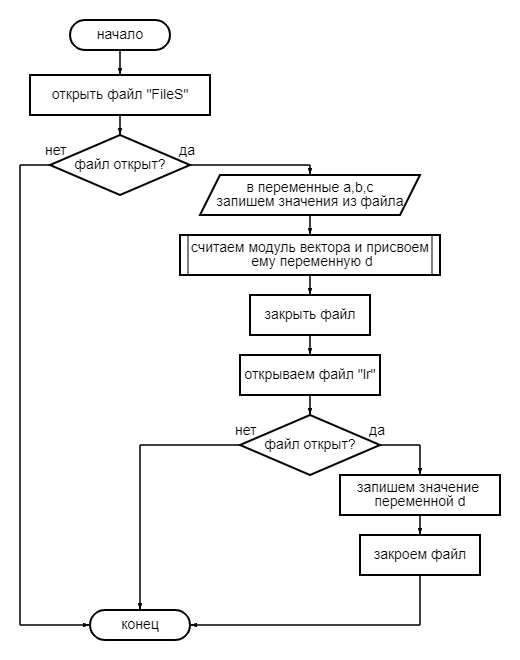 начало
открыть файл "FileS"
нет
да
файл открыт?
в переменные a,b,c
запишем значения из файла
считаем модуль вектора и присвоем
ему переменную d
закрыть файл
открываем файл "Ir"
нет
да
файл открыт?
запишем значение
переменной d
закроем файл
конец